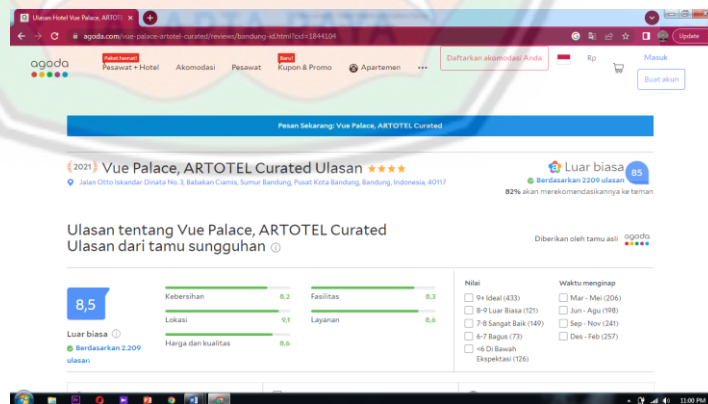 Ulasan Hotel Vue Palace, ARTOTE
agoda.com/vue-palace-artotel-curated/reviews/bandung-id.html?cid=1844104
Update
agoda
Paket hemat!
Pesawat + Hotel
Akomodasi
Pesawat
Baru!
Kupon & Promo
Apartemen
Daftarkan akomodasi Anda
Rp
Masuk
Buat akun
Pesan Sekarang: Vue Palace, ARTOTEL Curated
2021
Vue Palace, ARTOTEL Curated Ulasan
Jalan Otto Iskandar Dinata No. 3, Babakan Ciamis, Sumur Bandung, Pusat Kota Bandung, Bandung, Indonesia, 40117
Luar biasa
85
Berdasarkan 2209 ulasan
82% akan merekomendasikannya ke teman
Ulasan tentang Vue Palace, ARTOTEL Curated
Ulasan dari tamu sungguhan
Diberikan oleh tamu asli
agoda
8,5
Luar biasa
Berdasarkan 2.209
ulasan
Kebersihan 8,2
Fasilitas 8,3
Lokasi 9,1
Layanan 8,6
Harga dan kualitas 8,6
Nilai
9+ Ideal (433)
8-9 Luar Biasa (121)
7-8 Sangat Baik (149)
6-7 Bagus (73)
<6 Di Bawah
Ekspektasi (126)
Waktu menginap
Mar - Mei (206)
Jun - Agu (198)
Sep - Nov (241)
Des - Feb (257)
11:00 PM